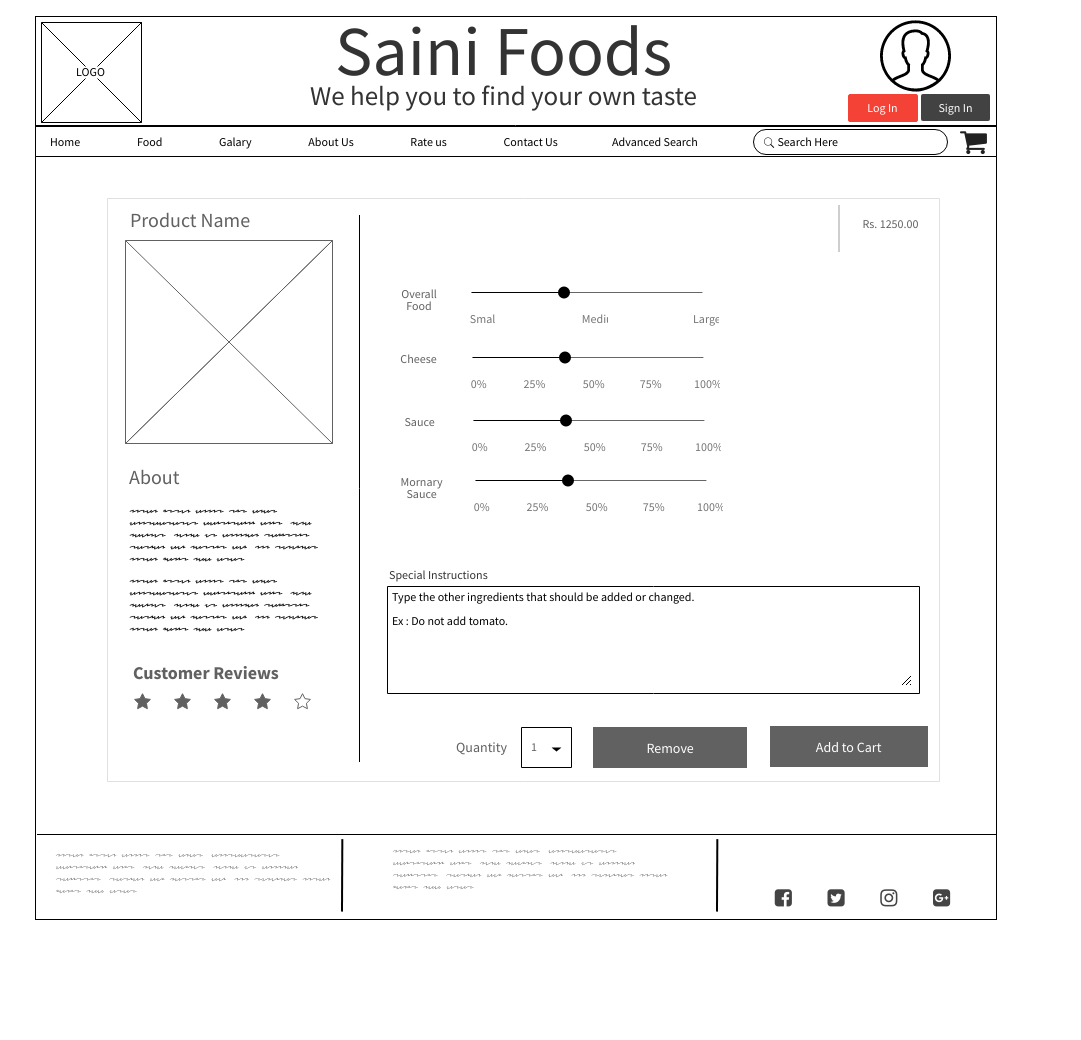 LOGO
Saini Foods
We help you to find your own taste
Log In
Sign In
Home
Food
Galary
About Us
Rate us
Contact Us
Advanced Search
Search Here
Product Name
Rs. 1250.00
Overall
Food
Smal
Medi
Large
Cheese
0% 25% 50% 75% 100%
Sauce
0% 25% 50% 75% 100%
Mornary
Sauce
0% 25% 50% 75% 100%
About
Customer Reviews
Special Instructions
Type the other ingredients that should be added or changed.
Ex : Do not add tomato.
Quantity
1
Remove
Add to Cart